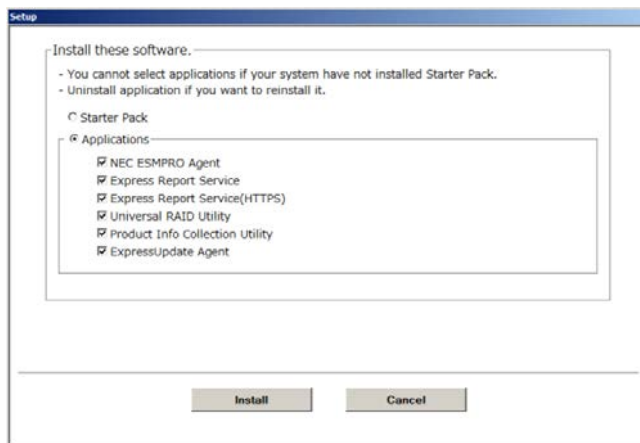 Setup
Install these software.
- You cannot select applications if your system have not installed Starter Pack.
- Uninstall application if you want to reinstall it.
Starter Pack
Applications
NEC ESMPRO Agent
Express Report Service
Express Report Service(HTTPS)
Universal RAID Utility
Product Info Collection Utility
ExpressUpdate Agent
Install Cancel